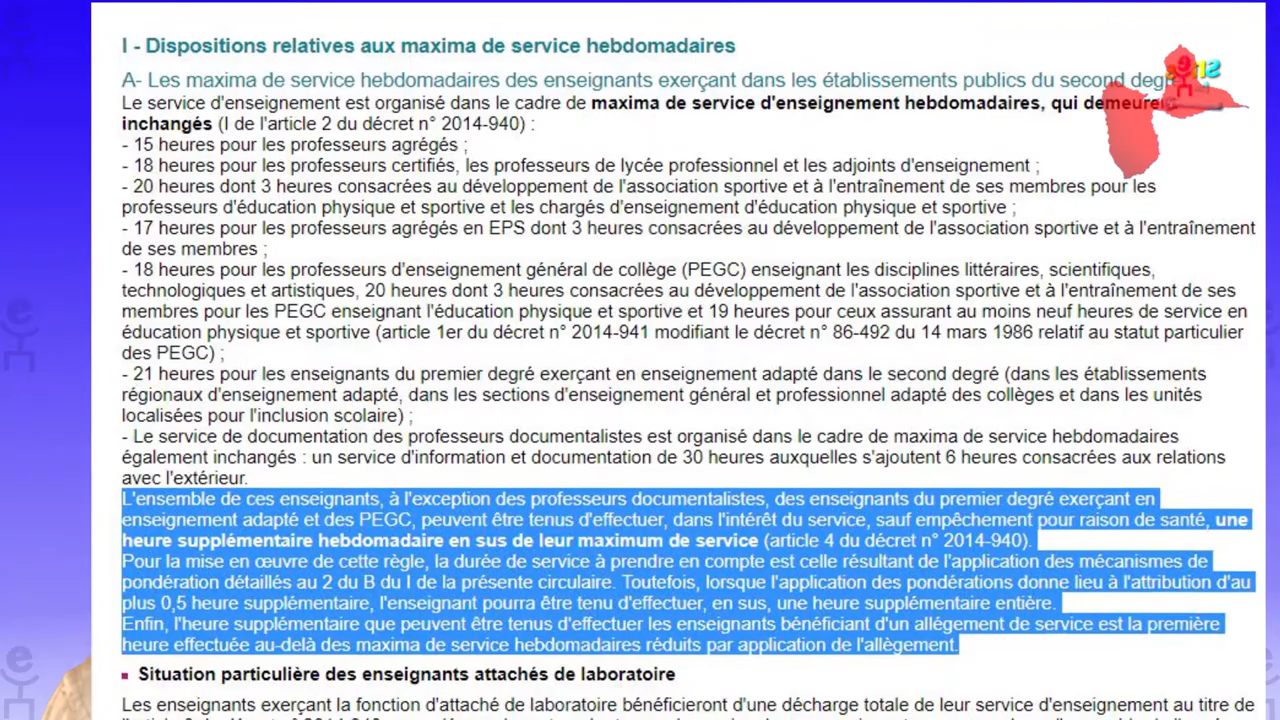 I - Dispositions relatives aux maxima de service hebdomadaires
A- Les maxima de service hebdomadaires des enseignants exerçant dans les établissements publics du second
Le service d'enseignement est organisé dans le cadre de maxima de service d'enseignement hebdomadaires, qui demeurent
inchangés (I de l'article 2 du décret n° 2014-940) :
- 15 heures pour les professeurs agrégés ;
- 18 heures pour les professeurs certifiés, les professeurs de lycée professionnel et les adjoints d'enseignement ;
- 20 heures dont 3 heures consacrées au développement de l'association sportive et à l'entraînement de ses membres pour les
professeurs d'éducation physique et sportive et les chargés d'enseignement d'éducation physique et sportive ;
- 17 heures pour les professeurs agrégés en EPS dont 3 heures consacrées au développement de l'association sportive et à l'entraînement
de ses membres ;
- 18 heures pour les professeurs d'enseignement général de collège (PEGC) enseignant les disciplines littéraires, scientifiques,
technologiques et artistiques, 20 heures dont 3 heures consacrées au développement de l'association sportive et à l'entraînement de ses
membres pour les PEGC enseignant l'éducation physique et sportive et 19 heures pour ceux assurant au moins neuf heures de service en
éducation physique et sportive (article 1er du décret n° 2014-941 modifiant le décret n° 86-492 du 14 mars 1986 relatif au statut particulier
des PEGC) ;
- 21 heures pour les enseignants du premier degré exerçant en enseignement adapté dans le second degré (dans les établissements
régionaux d'enseignement adapté, dans les sections d'enseignement général et professionnel adapté des collèges et dans les unités
localisées pour l'inclusion scolaire) ;
- Le service de documentation des professeurs documentalistes est organisé dans le cadre de maxima de service hebdomadaires
également inchangés : un service d'information et documentation de 30 heures auxquelles s'ajoutent 6 heures consacrées aux relations
avec l'extérieur.
L'ensemble de ces enseignants, à l'exception des professeurs documentalistes, des enseignants du premier degré exerçant en
enseignement adapté et des PEGC, peuvent être tenus d'effectuer, dans l'intérêt du service, sauf empêchement pour raison de santé, une
heure supplémentaire hebdomadaire en sus de leur maximum de service (article 4 du décret n° 2014-940).
Pour la mise en œuvre de cette règle, la durée de service à prendre en compte est celle résultant de l'application des mécanismes de
pondération détaillés au 2 du B du I de la présente circulaire. Toutefois, lorsque l'application des pondérations donne lieu à l'attribution d'au
plus 0,5 heure supplémentaire, l'enseignant pourra être tenu d'effectuer, en sus, une heure supplémentaire entière.
Enfin, l'heure supplémentaire que peuvent être tenus d'effectuer les enseignants bénéficiant d'un allégement de service est la première
heure effectuée au-delà des maxima de service hebdomadaires réduits par application de l'allègement.
Situation particulière des enseignants attachés de laboratoire
Les enseignants exerçant la fonction d'attaché de laboratoire bénéficieront d'une décharge totale de leur service d'enseignement au titre de